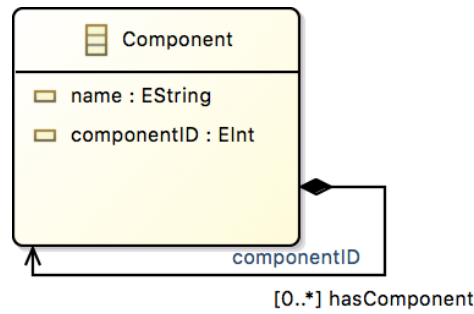 Component
name : EString
componentID : EInt
componentID
[0..*] hasComponent